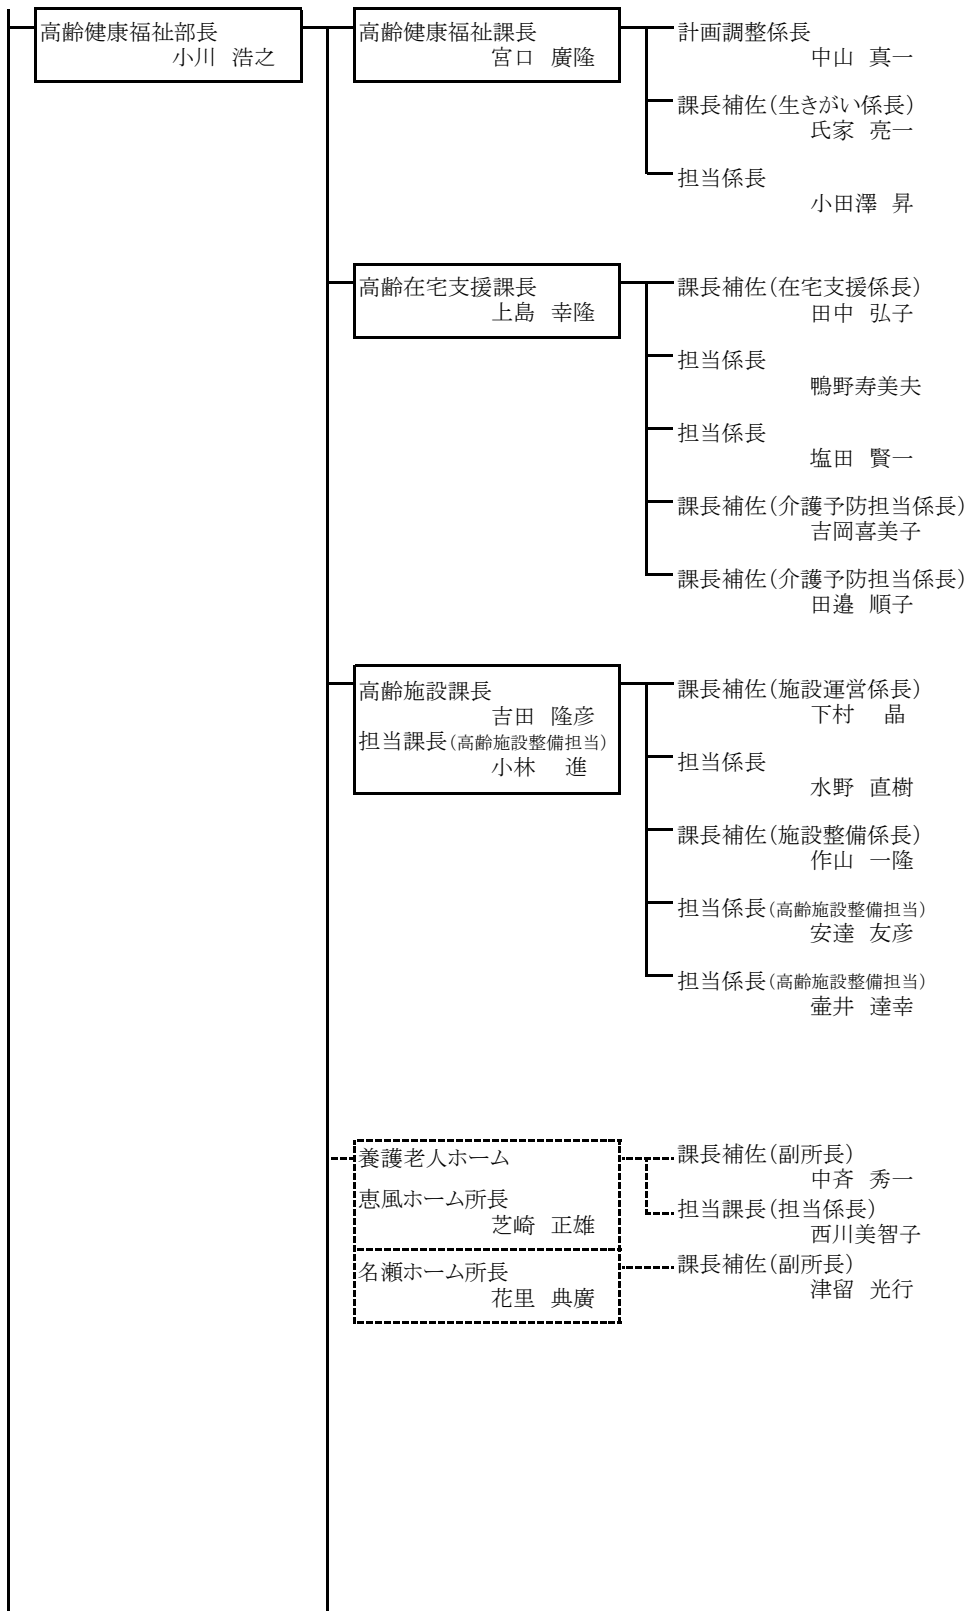 高齢健康福祉部長
小川 浩之
高齢健康福祉課長
宮口 廣隆
計画調整係長
中山 真一
課長補佐(生きがい係長)
氏家 亮一
担当係長
小田澤 昇
高齢在宅支援課長
上島 幸隆
課長補佐(在宅支援係長)
田中 弘子
担当係長
鴨野寿美夫
担当係長
塩田 賢一
課長補佐(介護予防担当係長)
吉岡喜美子
課長補佐(介護予防担当係長)
田邉 順子
高齢施設課長
吉田 隆彦
担当課長(高齢施設整備担当)
小林 進
課長補佐(施設運営係長)
下村 晶
担当係長
水野 直樹
課長補佐(施設整備係長)
作山 一隆
担当係長(高齢施設整備担当)
安達 友彦
担当係長(高齢施設整備担当)
壷井 達幸
養護老人ホーム
恵風ホーム所長
芝崎 正雄
課長補佐(副所長)
中斉 秀一
担当課長(担当係長)
西川美智子
名瀬ホーム所長
花里 典廣
課長補佐(副所長)
津留 光行